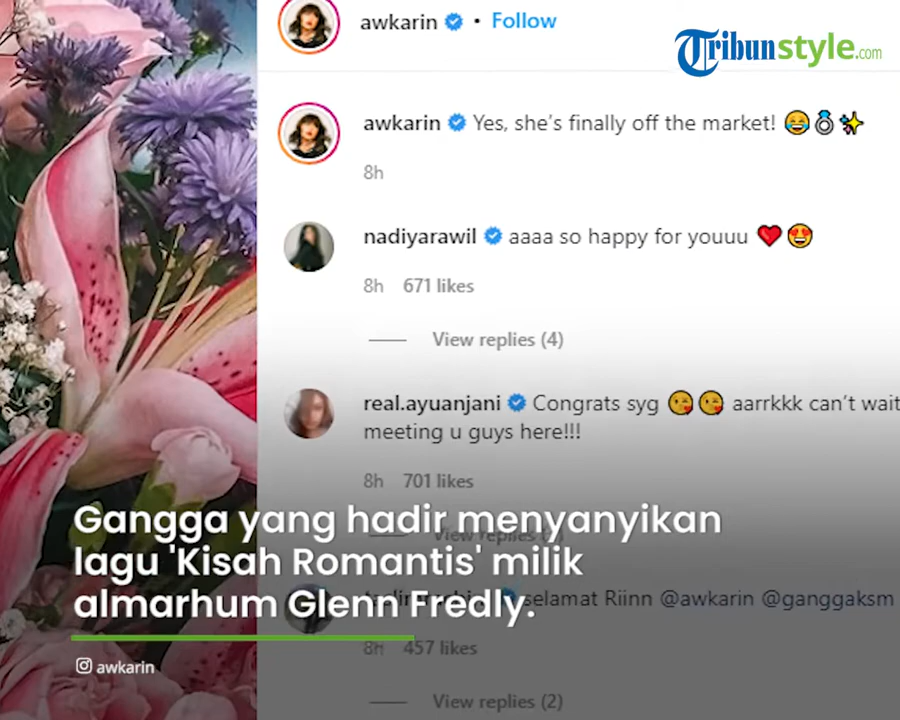 awkarin • Follow
Tribunstyle.com
awkarin Yes, she's finally off the market! 😂💍✨
8h
nadiyarawil aaaa so happy for youuu ❤️😍
8h 671 likes
View replies (4)
real.ayuanjani Congrats syg 😘😘 aarrkkk can't wait
meeting u guys here!!!
8h 701 likes
View replies
Gangga yang hadir menyanyikan
lagu 'Kisah Romantis' milik
almarhum Glenn Fredly.
selamat Riinn @awkarin @ganggaksm
8h 457 likes
awkarin
View replies (2)